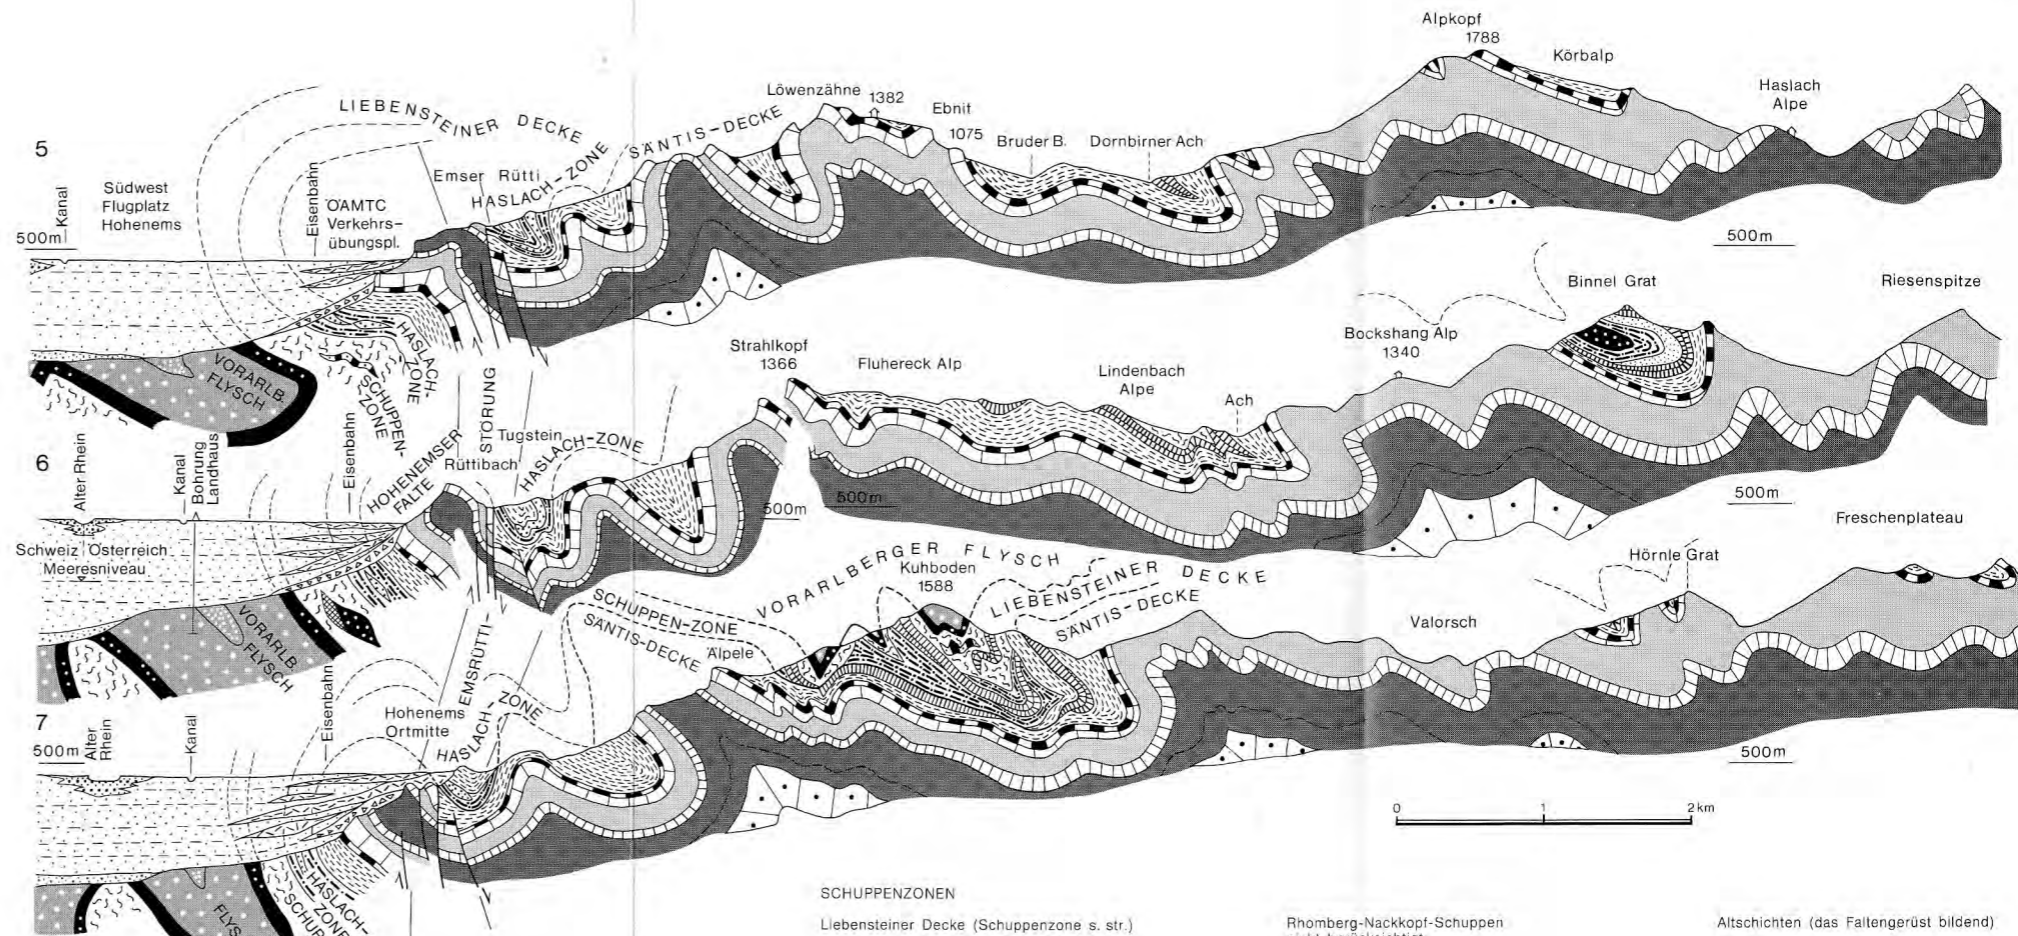 Alpkopf
1788
Körbalp
Haslach
Alpe
Löwenzähne
1382
Ebnit
1075
Bruder B.
Dornbirner Ach
LIEBENSTEINER DECKE
SÄNTIS-DECKE
HASLACH-ZONE
Emser Rütti
5
Kanal
500m
Südwest
Flugplatz
Hohenems
Eisenbahn
ÖAMTC
Verkehrs-
übungspl.
500m
VORARLB.
FLYSCH
HASLACH-
ZONE
SCHUPPEN-
ZONE
STÖRUNG
Binnel Grat
Riesenspitze
Bockshang Alp
1340
Strahlkopf
1366
Fluhereck Alp
Lindenbach
Alpe
Ach
6
Alter Rhein
Kanal
Bohrung
Landhaus
Eisenbahn
HOHENEMSER
FALTE
Rüttibach
Tugstein
HASLACH-ZONE
500m
500m
500m
Schweiz Österreich
Meeresniveau
VORARLB.
FLYSCH
Freschenplateau
Hörnle Grat
Valorsch
VORARLBERGER FLYSCH
Kuhboden
1588
LIEBENSTEINER DECKE
SÄNTIS-DECKE
SCHUPPEN-ZONE
SÄNTIS-DECKE
Älpele
7
500m
Alter
Rhein
Kanal
Eisenbahn
Hohenems
Ortmitte
EMSRÜTTI-
HASLACH-ZONE
500m
0 1 2km
HASLACH-
ZONE
SCHUPPENZONEN
Liebensteiner Decke (Schuppenzone s. str.)
Rhomberg-Nackkopf-Schuppen
Altschichten (das Faltengerüst bildend)